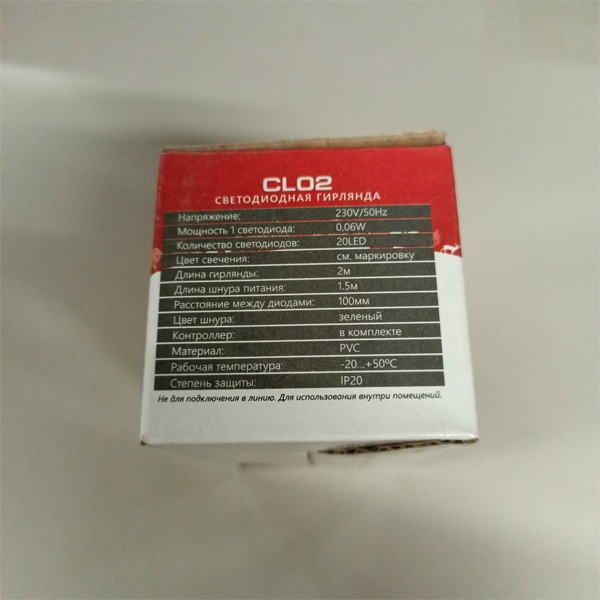 CL02
СВЕТОДИОДНАЯ ГИРЛЯНДА
Напряжение: 230V/50Hz
Мощность 1 светодиода: 0,06W
Количество светодиодов: 20LED
Цвет свечения: см. маркировку
Длина гирлянды: 2м
Длина шнура питания: 1.5м
Расстояние между диодами: 100мм
Цвет шнура: зеленый
Контроллер: в комплекте
Материал: PVC
Рабочая температура: -20...+50°C
Степень защиты: IP20
Не для подключения в линию. Для использования внутри помещений.